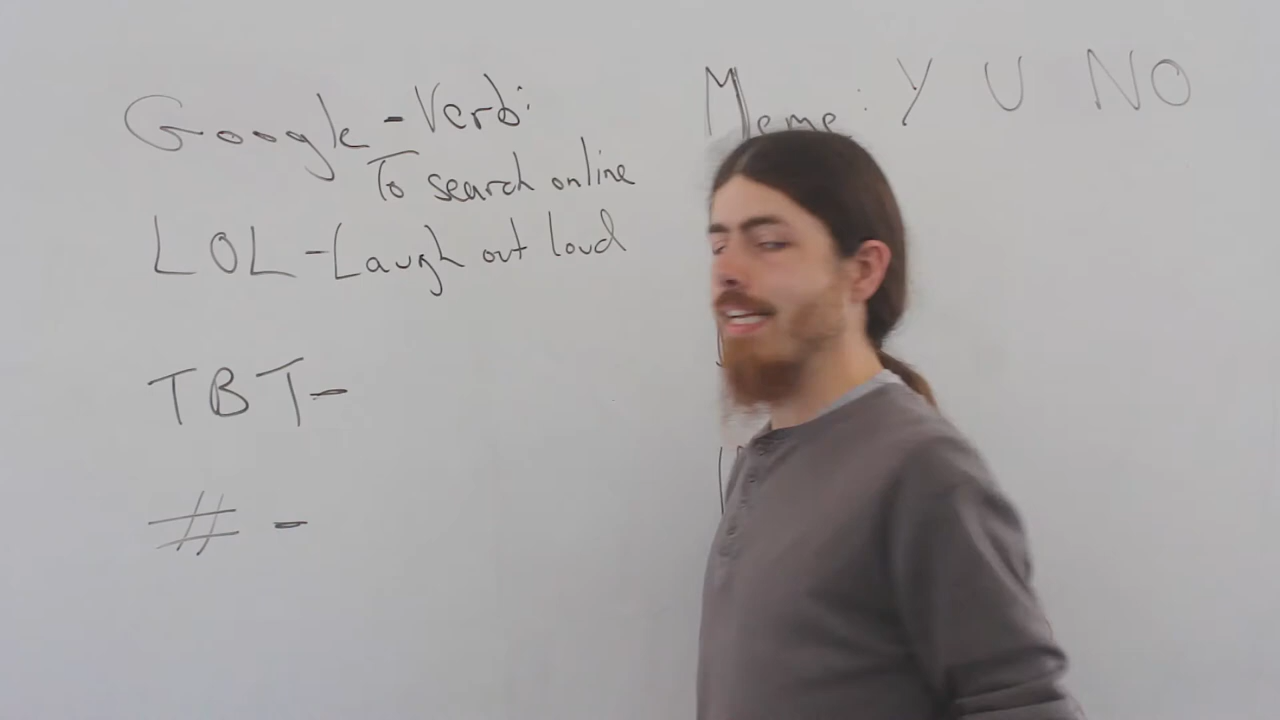 Google - Verb:
To search online
LOL - Laugh out loud
TBT -
# -
Meme: Y U NO